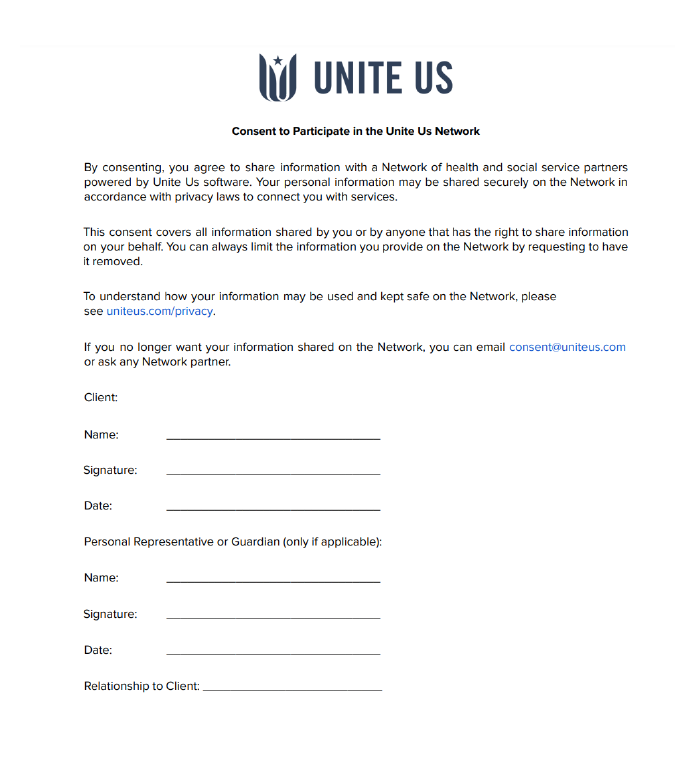 UNITE US
Consent to Participate in the Unite Us Network
By consenting, you agree to share information with a Network of health and social service partners
powered by Unite Us software. Your personal information may be shared securely on the Network in
accordance with privacy laws to connect you with services.
This consent covers all information shared by you or by anyone that has the right to share information
on your behalf. You can always limit the information you provide on the Network by requesting to have
it removed.
To understand how your information may be used and kept safe on the Network, please
see uniteus.com/privacy.
If you no longer want your information shared on the Network, you can email consent@uniteus.com
or ask any Network partner.
Client:
Name:
Signature:
Date:
Personal Representative or Guardian (only if applicable):
Name:
Signature:
Date:
Relationship to Client: